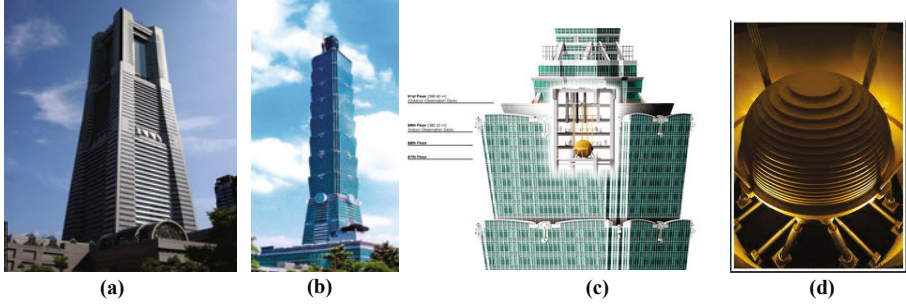 91st Floor (390.60 m)
(Outdoor Observation Deck)
89th Floor (382.20 m)
(Indoor Observation Deck)
88th Floor
87th Floor
(a)
(b)
(c)
(d)